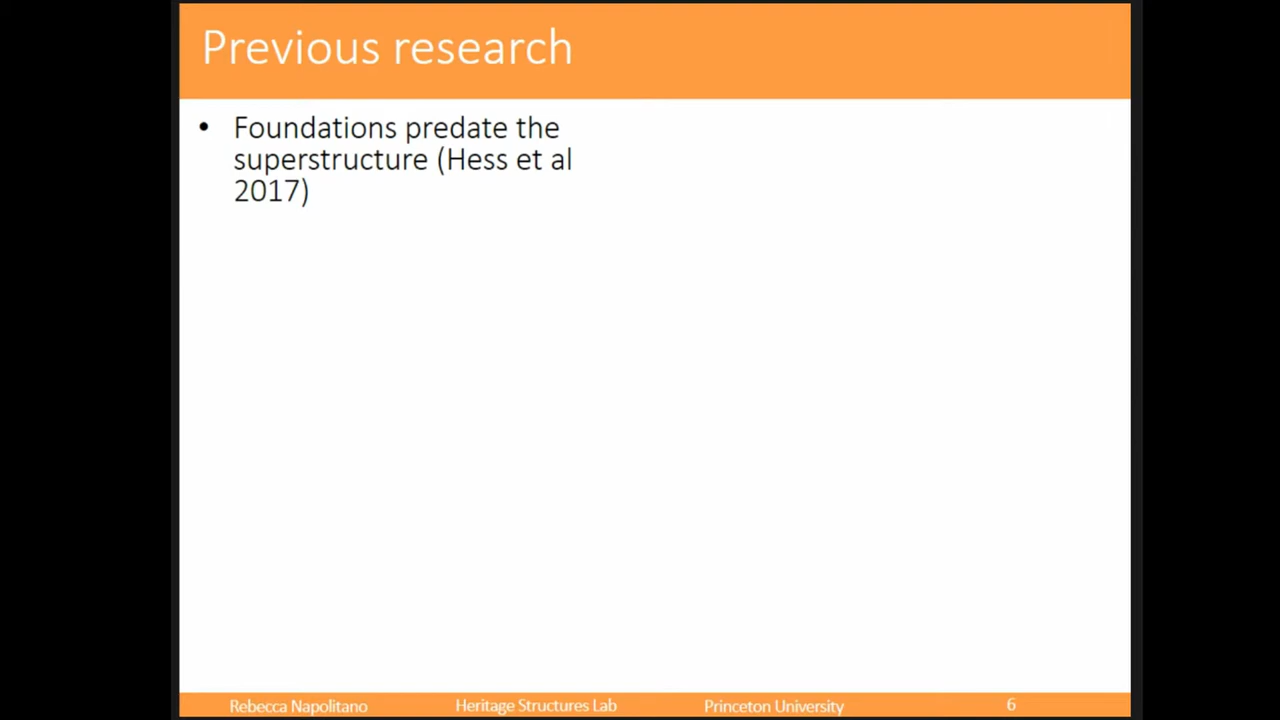 Previous research
• Foundations predate the
superstructure (Hess et al
2017)
Rebecca Napolitano Heritage Structures Lab Princeton University 6